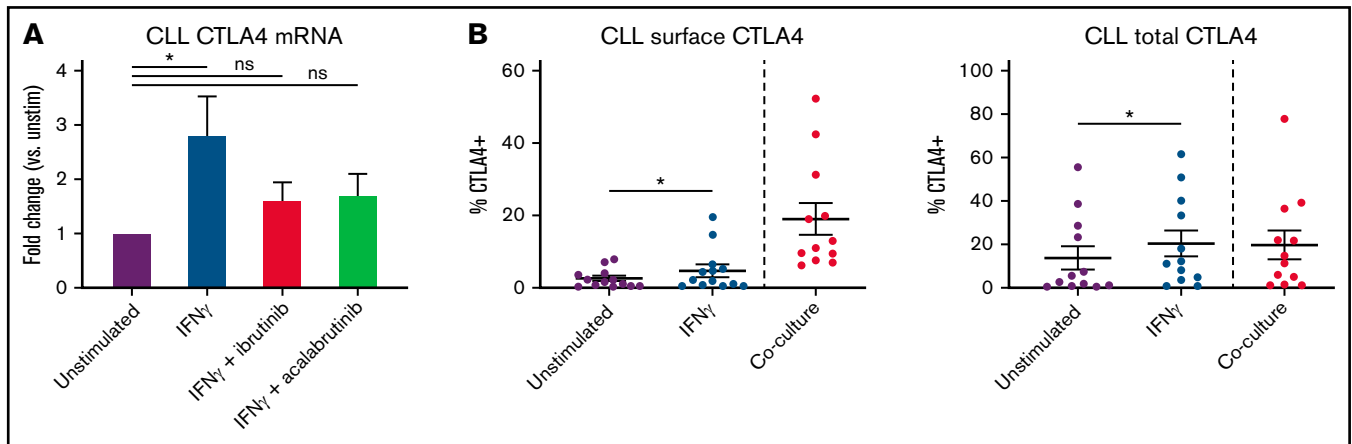 A
CLL CTLA4 mRNA
Fold change (vs. unstim)
4
3
2
1
0
*
ns
ns
Unstimulated
IFNγ
IFNγ + ibrutinib
IFNγ + acalabrutinib
B
CLL surface CTLA4
% CTLA4+
60
40
20
0
*
Unstimulated
IFNγ
Co-culture
CLL total CTLA4
% CTLA4+
100
80
60
40
20
0
*
Unstimulated
IFNγ
Co-culture